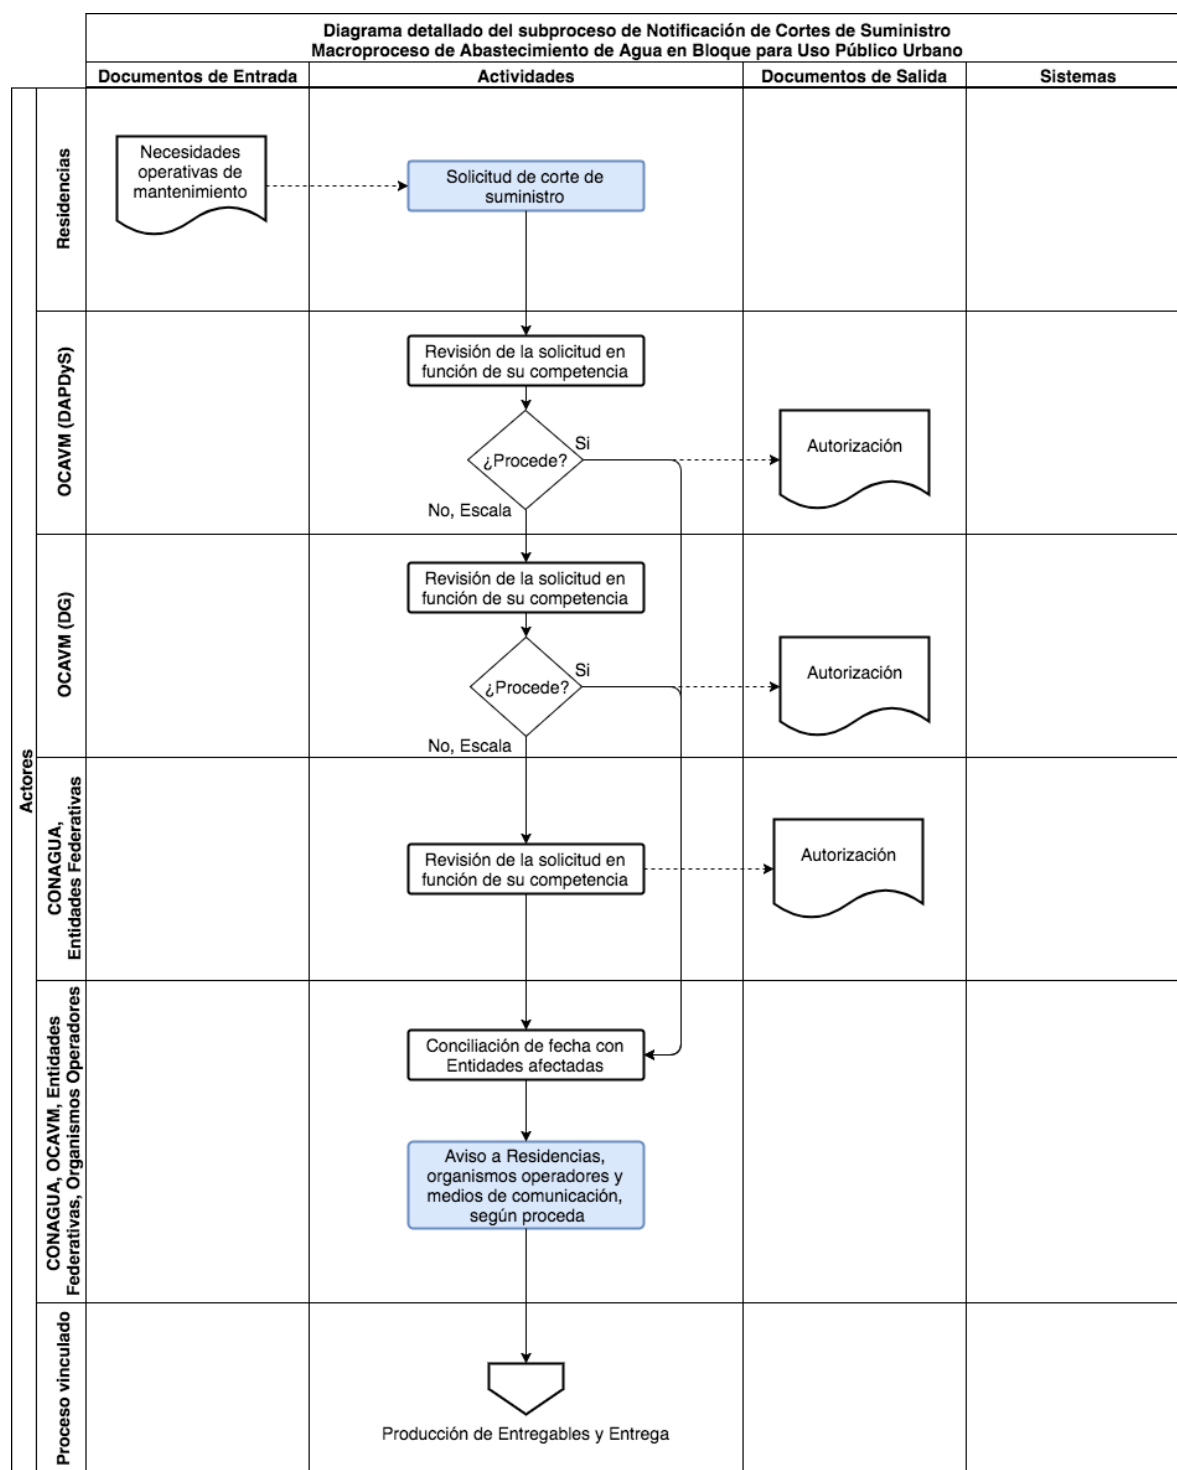 Diagrama detallado del subproceso de Notificación de Cortes de Suministro
Macroproceso de Abastecimiento de Agua en Bloque para Uso Público Urbano
Documentos de Entrada
Actividades
Documentos de Salida
Sistemas
Actores
Residencias
Necesidades
operativas de
mantenimiento
Solicitud de corte de
suministro
OCAVM (DAPDyS)
Revisión de la solicitud en
función de su competencia
¿Procede?
Si
No, Escala
Autorización
OCAVM (DG)
Revisión de la solicitud en
función de su competencia
¿Procede?
Si
No, Escala
Autorización
CONAGUA,
Entidades Federativas
Revisión de la solicitud en
función de su competencia
Autorización
CONAGUA, OCAVM, Entidades
Federativas, Organismos Operadores
Conciliación de fecha con
Entidades afectadas
Aviso a Residencias,
organismos operadores y
medios de comunicación,
según proceda
Proceso vinculado
Producción de Entregables y Entrega